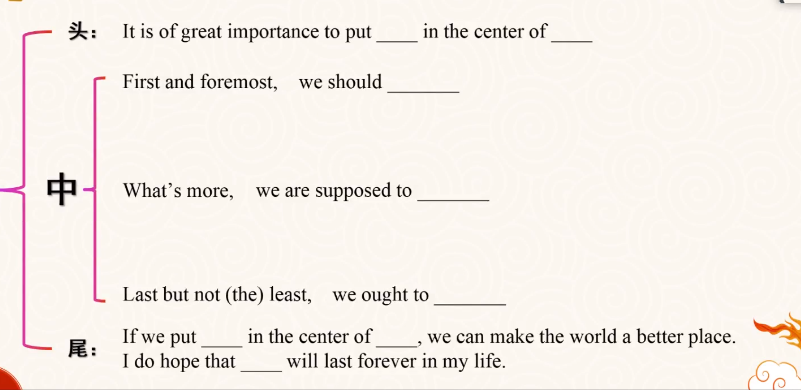 头： It is of great importance to put ____ in the center of ____
First and foremost, we should _______
中
What's more, we are supposed to _______
Last but not (the) least, we ought to _______
尾： If we put ____ in the center of ____, we can make the world a better place.
I do hope that ____ will last forever in my life.